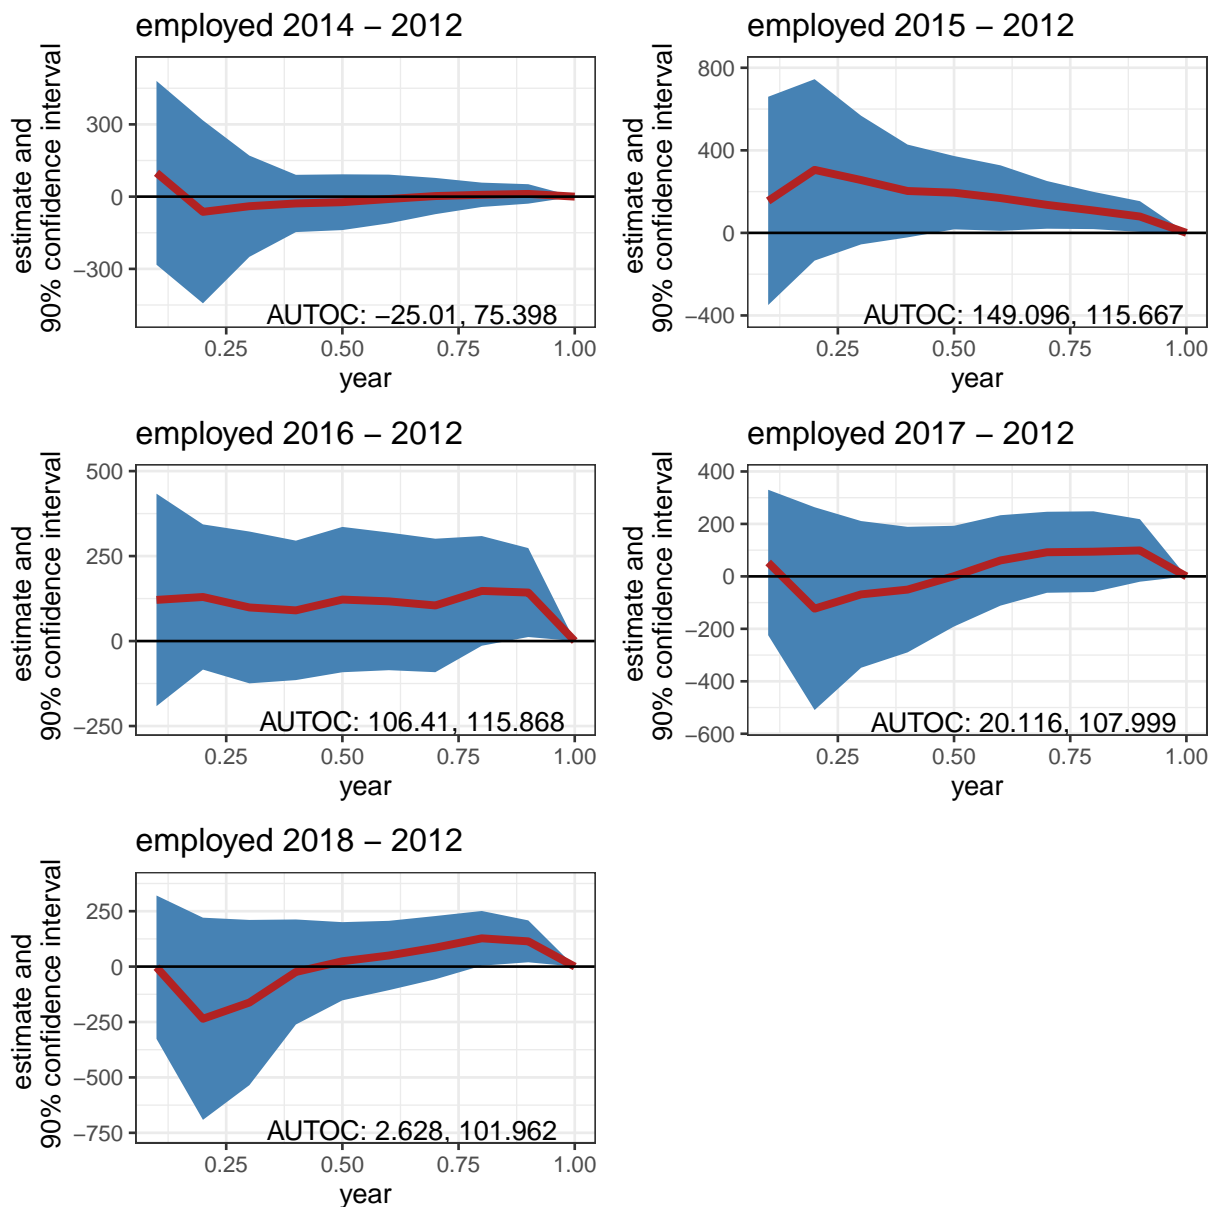 employed 2014 − 2012
estimate and
90% confidence interval
300
0
−300
AUTOC: −25.01, 75.398
0.25 0.50 0.75 1.00
year
employed 2015 − 2012
estimate and
90% confidence interval
800
400
0
−400
AUTOC: 149.096, 115.667
0.25 0.50 0.75 1.00
year
employed 2016 − 2012
estimate and
90% confidence interval
500
250
0
−250
AUTOC: 106.41, 115.868
0.25 0.50 0.75 1.00
year
employed 2017 − 2012
estimate and
90% confidence interval
400
200
0
−200
−400
−600
AUTOC: 20.116, 107.999
0.25 0.50 0.75 1.00
year
employed 2018 − 2012
estimate and
90% confidence interval
250
0
−250
−500
−750
AUTOC: 2.628, 101.962
0.25 0.50 0.75 1.00
year